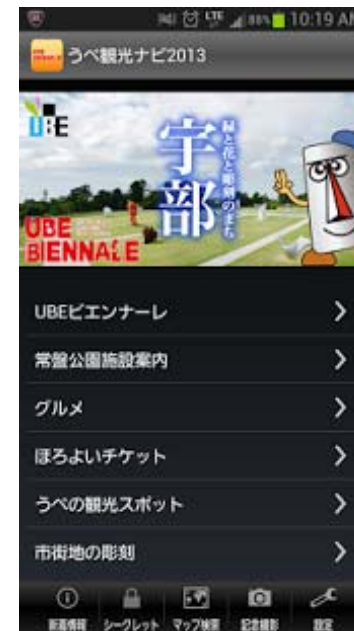 LTE 88% 10:19 AM
うべ観光ナビ2013
UBE
宇部
緑と花と彫刻のまち
UBE
BIENNALE
UBEビエンナーレ
常盤公園施設案内
グルメ
ほろよいチケット
うべの観光スポット
市街地の彫刻
新着情報 シークレット マップ検索 記念撮影 設定